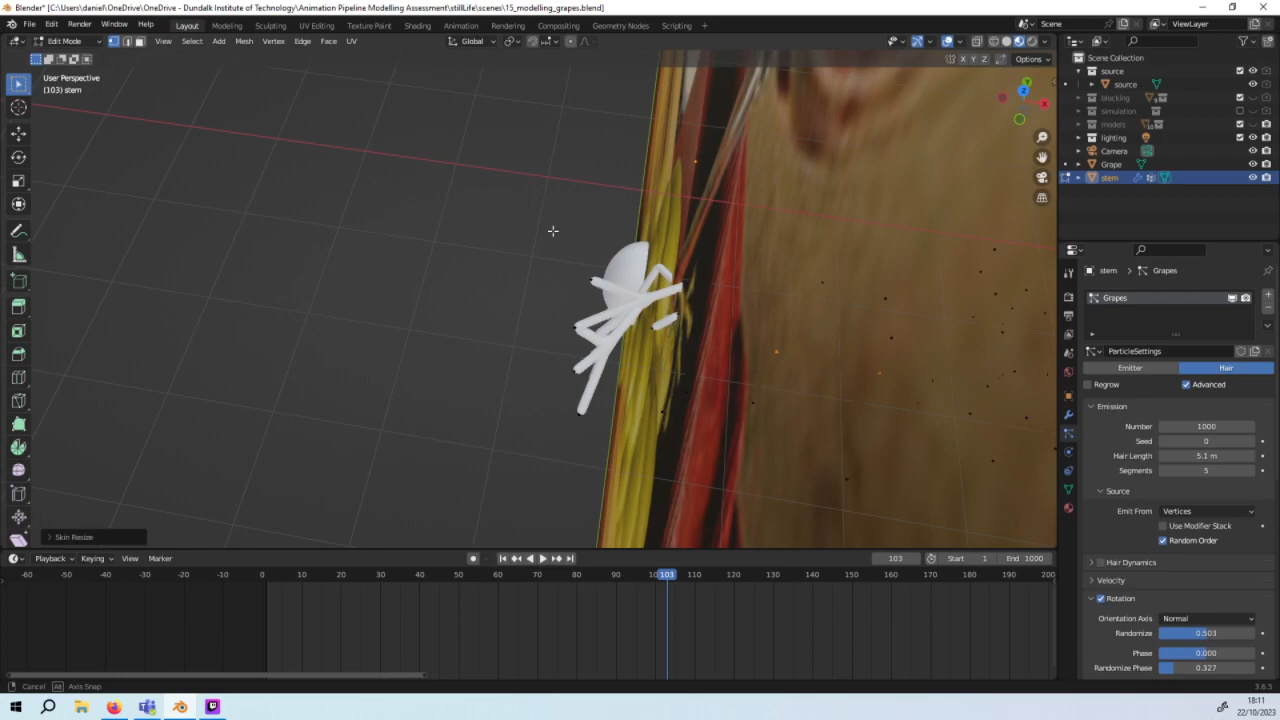 Blender* [C:\Users\daniel\OneDrive\OneDrive - Dundalk Institute of Technology\Animation Pipeline Modelling Assessment\stillLife\scenes\15_modelling_grapes.blend]
File Edit Render Window Help Layout Modeling Sculpting UV Editing Texture Paint Shading Animation Rendering Compositing Geometry Nodes Scripting + Scene ViewLayer
Edit Mode View Select Add Mesh Vertex Edge Face UV Global
X Y Z Options
User Perspective
(103) stem
Z
X
Y
Scene Collection
source
source
blocking
simulation
models
lighting
Camera
Grape
stem
stem > Grapes
Grapes
ParticleSettings
Emitter Hair
Regrow Advanced
Emission
Number 1000
Seed 0
Hair Length 5.1 m
Segments 5
Source
Emit From Vertices
Use Modifier Stack
Random Order
Hair Dynamics
Velocity
Rotation
Orientation Axis Normal
Randomize 0.503
Phase 0.000
Randomize Phase 0.327
> Skin Resize
Playback Keying View Marker 103 Start 1 End 1000
-60 -50 -40 -30 -20 -10 0 10 20 30 40 50 60 70 80 90 103 110 120 130 140 150 160 170 180 190 200
Cancel Alt Axis Snap 3.6.5
18:11
22/10/2023